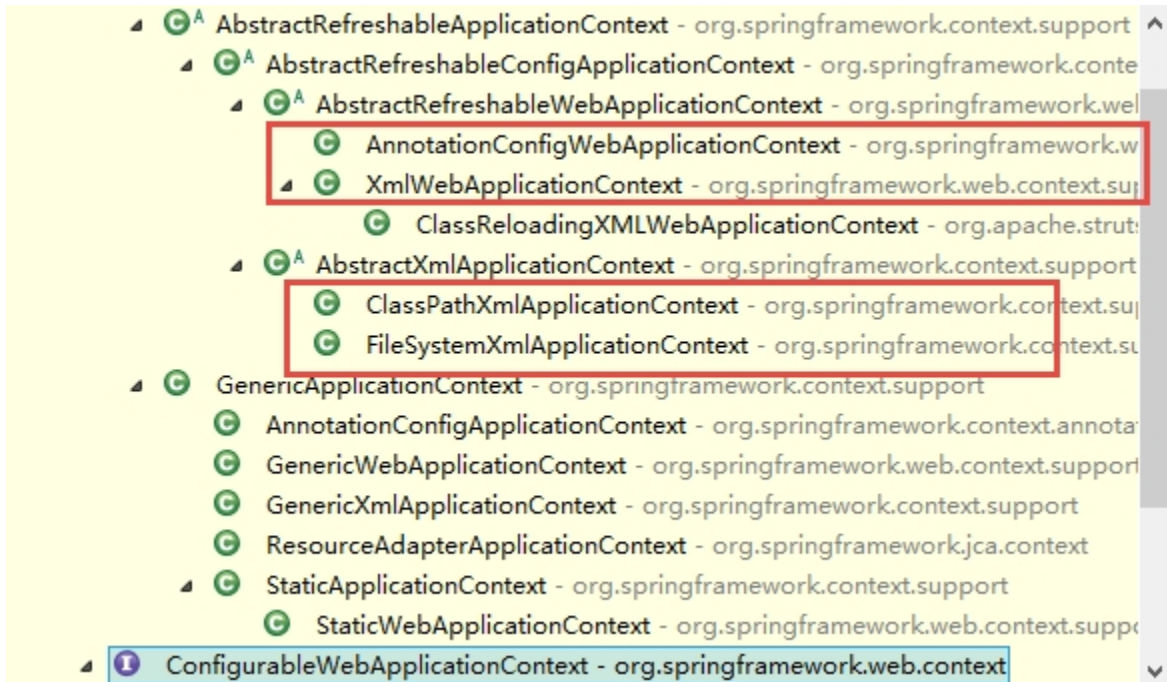 AbstractRefreshableApplicationContext - org.springframework.context.support
AbstractRefreshableConfigApplicationContext - org.springframework.conte
AbstractRefreshableWebApplicationContext - org.springframework.wel
AnnotationConfigWebApplicationContext - org.springframework.w
XmlWebApplicationContext - org.springframework.web.context.su
ClassReloadingXMLWebApplicationContext - org.apache.struts
AbstractXmlApplicationContext - org.springframework.context.support
ClassPathXmlApplicationContext - org.springframework.context.su
FileSystemXmlApplicationContext - org.springframework.context.su
GenericApplicationContext - org.springframework.context.support
AnnotationConfigApplicationContext - org.springframework.context.annota
GenericWebApplicationContext - org.springframework.web.context.support
GenericXmlApplicationContext - org.springframework.context.support
ResourceAdapterApplicationContext - org.springframework.jca.context
StaticApplicationContext - org.springframework.context.support
StaticWebApplicationContext - org.springframework.web.context.suppo
ConfigurableWebApplicationContext - org.springframework.web.context